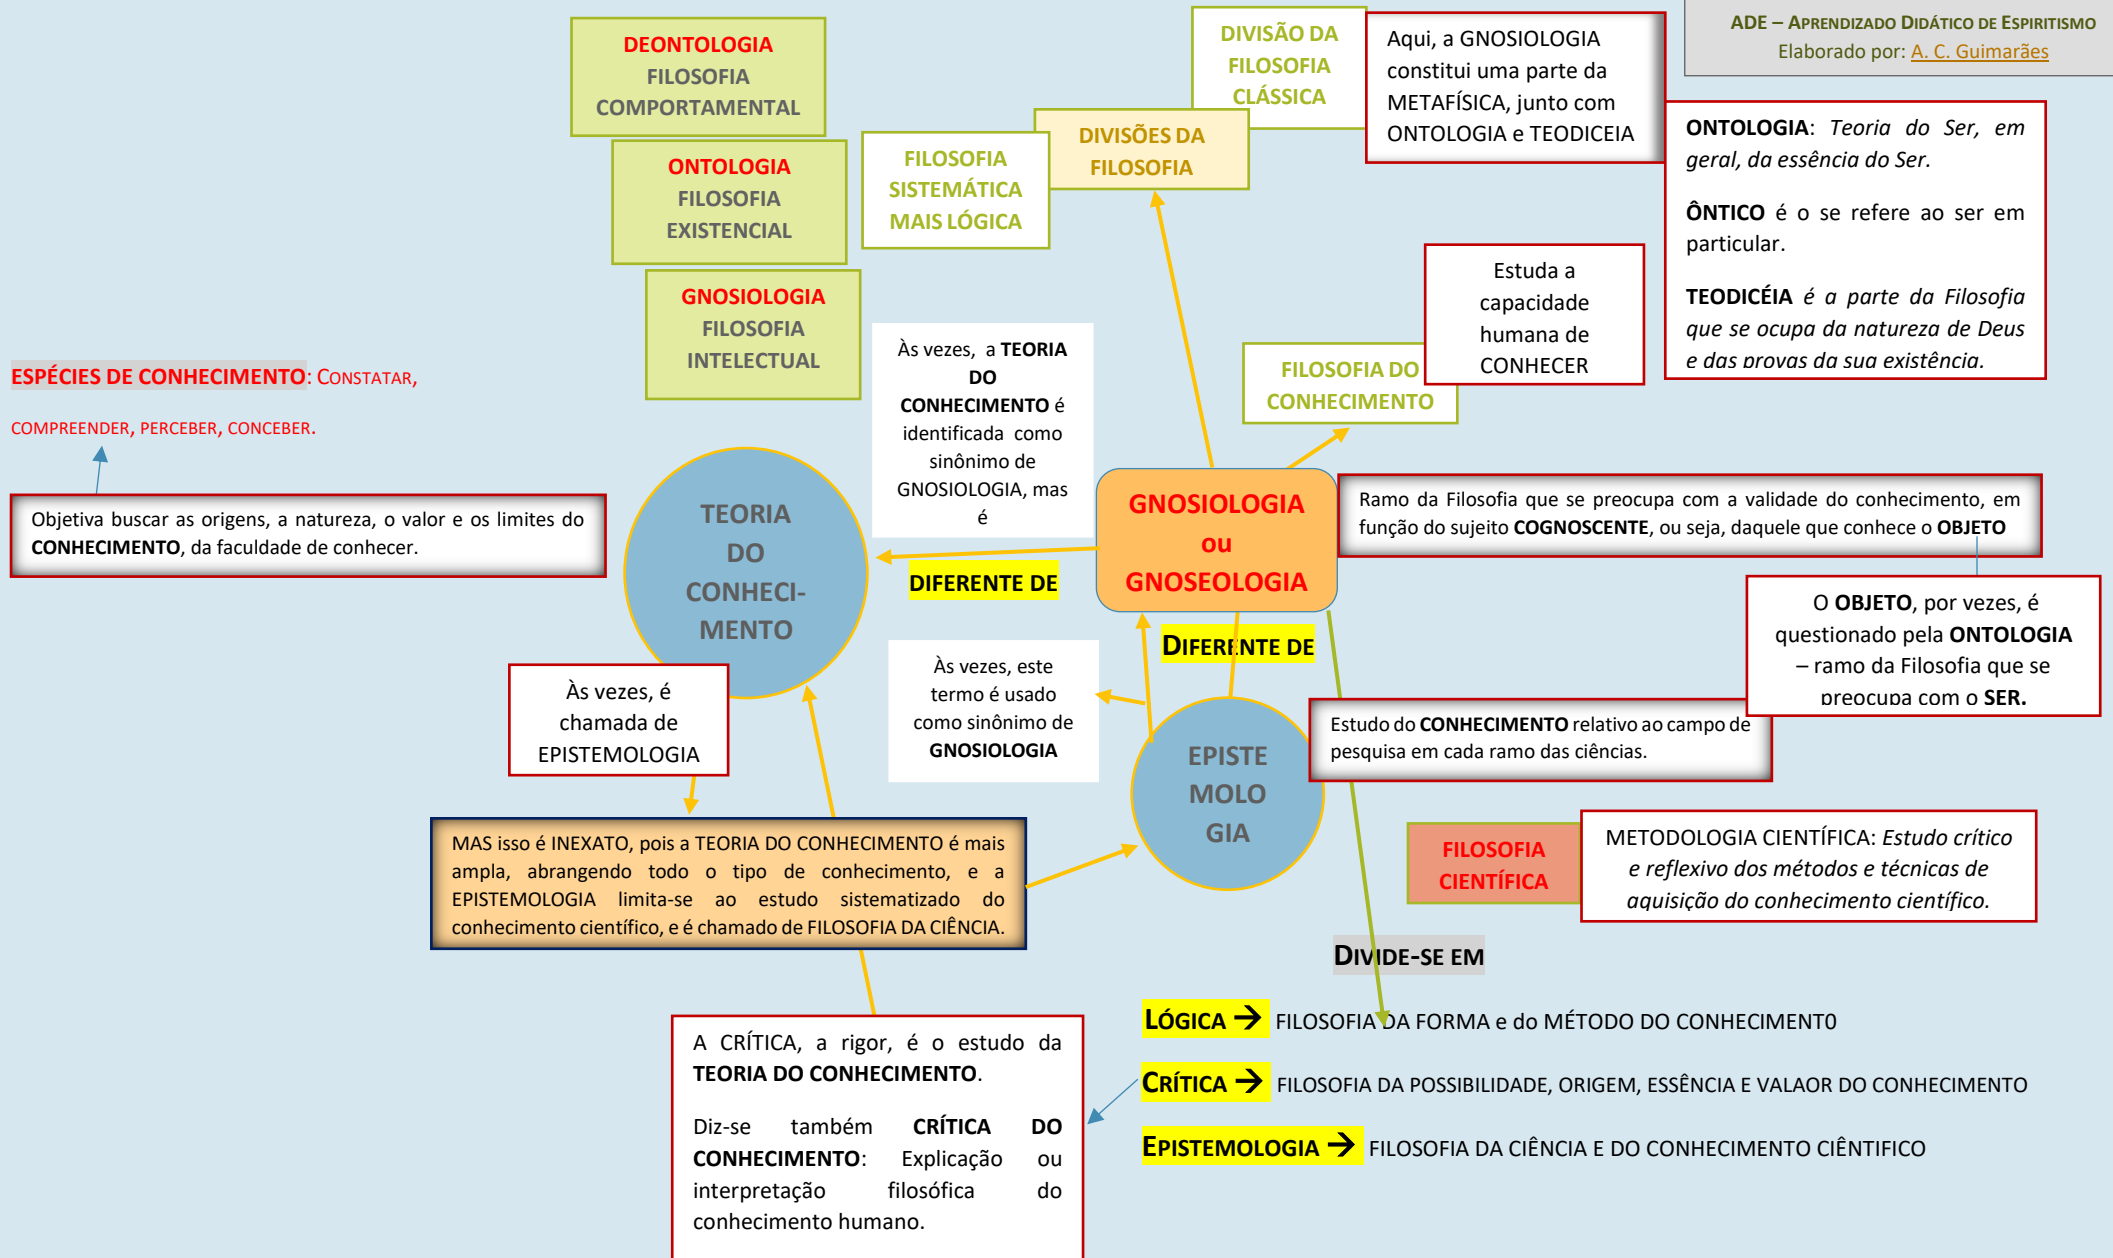 ADE – APRENDIZADO DIDÁTICO DE ESPIRITISMO
Elaborado por: A. C. Guimarães
DEONTOLOGIA
FILOSOFIA
COMPORTAMENTAL
ONTOLOGIA
FILOSOFIA
EXISTENCIAL
GNOSIOLOGIA
FILOSOFIA
INTELECTUAL
FILOSOFIA
SISTEMÁTICA
MAIS LÓGICA
DIVISÕES DA
FILOSOFIA
DIVISÃO DA
FILOSOFIA
CLÁSSICA
Aqui, a GNOSIOLOGIA
constitui uma parte da
METAFÍSICA, junto com
ONTOLOGIA e TEODICEIA
ONTOLOGIA: Teoria do Ser, em
geral, da essência do Ser.
ÔNTICO é o se refere ao ser em
particular.
TEODICÉIA é a parte da Filosofia
que se ocupa da natureza de Deus
e das provas da sua existência.
Estuda a
capacidade
humana de
CONHECER
FILOSOFIA DO
CONHECIMENTO
ESPÉCIES DE CONHECIMENTO: CONSTATAR,
COMPREENDER, PERCEBER, CONCEBER.
Objetiva buscar as origens, a natureza, o valor e os limites do
CONHECIMENTO, da faculdade de conhecer.
TEORIA
DO
CONHECI-
MENTO
Às vezes, a TEORIA
DO
CONHECIMENTO é
identificada como
sinônimo de
GNOSIOLOGIA, mas
é
DIFERENTE DE
GNOSIOLOGIA
ou
GNOSEOLOGIA
Ramo da Filosofia que se preocupa com a validade do conhecimento, em
função do sujeito COGNOSCENTE, ou seja, daquele que conhece o OBJETO
O OBJETO, por vezes, é
questionado pela ONTOLOGIA
– ramo da Filosofia que se
preocupa com o SER.
DIFERENTE DE
Às vezes, este
termo é usado
como sinônimo de
GNOSIOLOGIA
Às vezes, é
chamada de
EPISTEMOLOGIA
EPISTE
MOLO
GIA
Estudo do CONHECIMENTO relativo ao campo de
pesquisa em cada ramo das ciências.
MAS isso é INEXATO, pois a TEORIA DO CONHECIMENTO é mais
ampla, abrangendo todo o tipo de conhecimento, e a
EPISTEMOLOGIA limita-se ao estudo sistematizado do
conhecimento científico, e é chamado de FILOSOFIA DA CIÊNCIA.
FILOSOFIA
CIENTÍFICA
METODOLOGIA CIENTÍFICA: Estudo crítico
e reflexivo dos métodos e técnicas de
aquisição do conhecimento científico.
DIVIDE-SE EM
LÓGICA → FILOSOFIA DA FORMA e do MÉTODO DO CONHECIMENT0
CRÍTICA → FILOSOFIA DA POSSIBILIDADE, ORIGEM, ESSÊNCIA E VALAOR DO CONHECIMENTO
EPISTEMOLOGIA → FILOSOFIA DA CIÊNCIA E DO CONHECIMENTO CIÊNTIFICO
A CRÍTICA, a rigor, é o estudo da
TEORIA DO CONHECIMENTO.
Diz-se também CRÍTICA DO
CONHECIMENTO: Explicação ou
interpretação filosófica do
conhecimento humano.